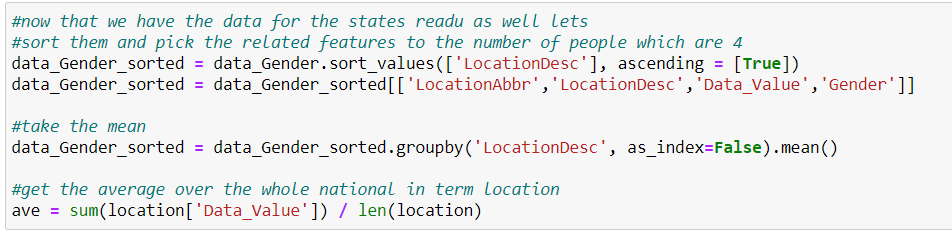 #now that we have the data for the states readu as well lets
#sort them and pick the related features to the number of people which are 4
data_Gender_sorted = data_Gender.sort_values(['LocationDesc'], ascending = [True])
data_Gender_sorted = data_Gender_sorted[['LocationAbbr','LocationDesc','Data_Value','Gender']]
#take the mean
data_Gender_sorted = data_Gender_sorted.groupby('LocationDesc', as_index=False).mean()
#get the average over the whole national in term location
ave = sum(location['Data_Value']) / len(location)